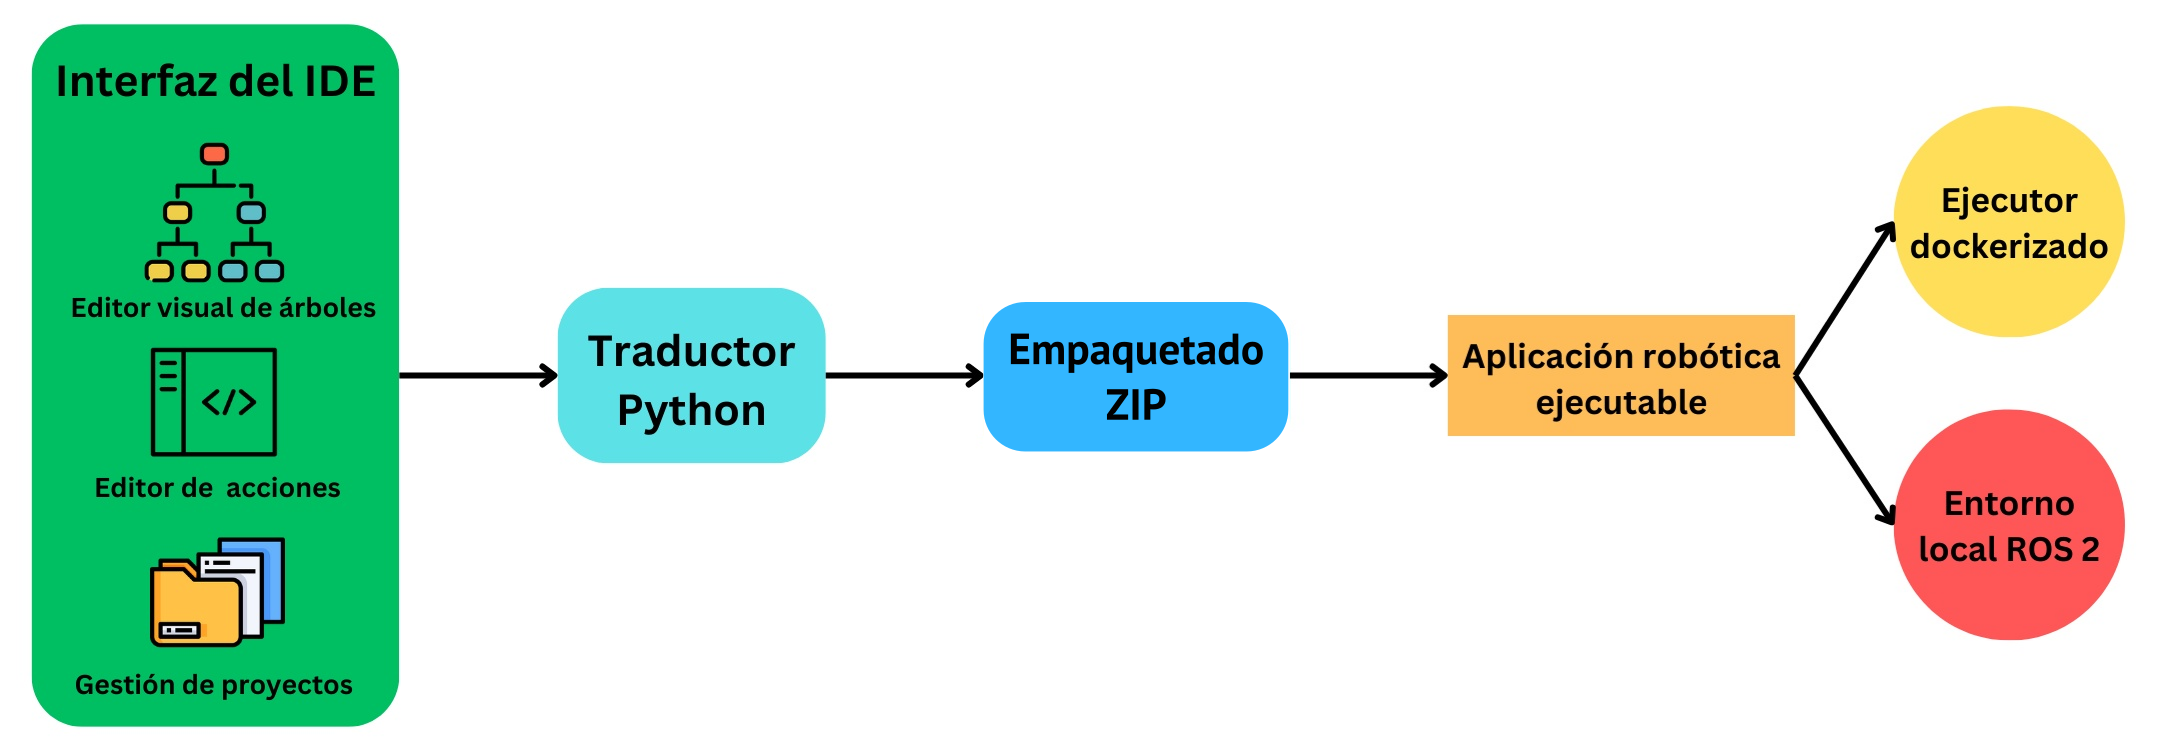 Interfaz del IDE
Editor visual de árboles
</>
Editor de acciones
Gestión de proyectos
Traductor
Python
Empaquetado
ZIP
Aplicación robótica
ejecutable
Ejecutor
dockerizado
Entorno
local ROS 2